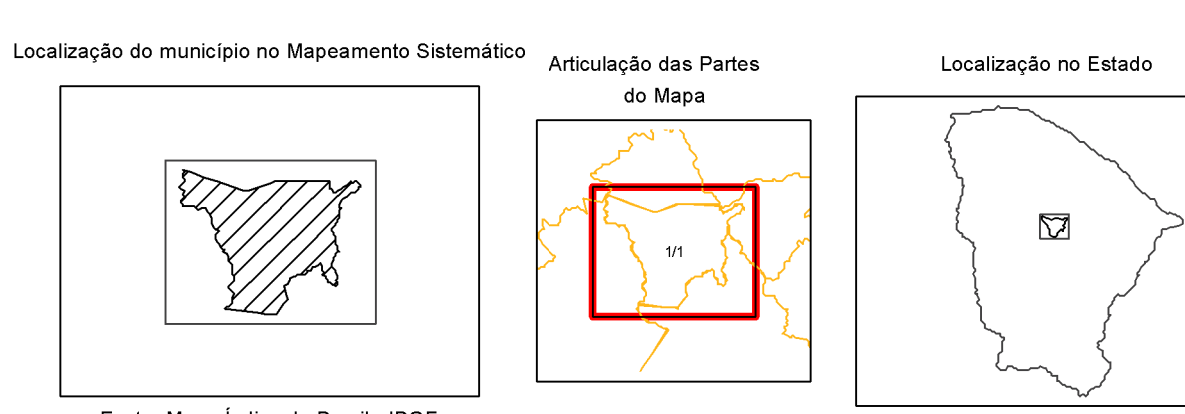 Localização do município no Mapeamento Sistemático
Articulação das Partes
do Mapa
Localização no Estado
1/1